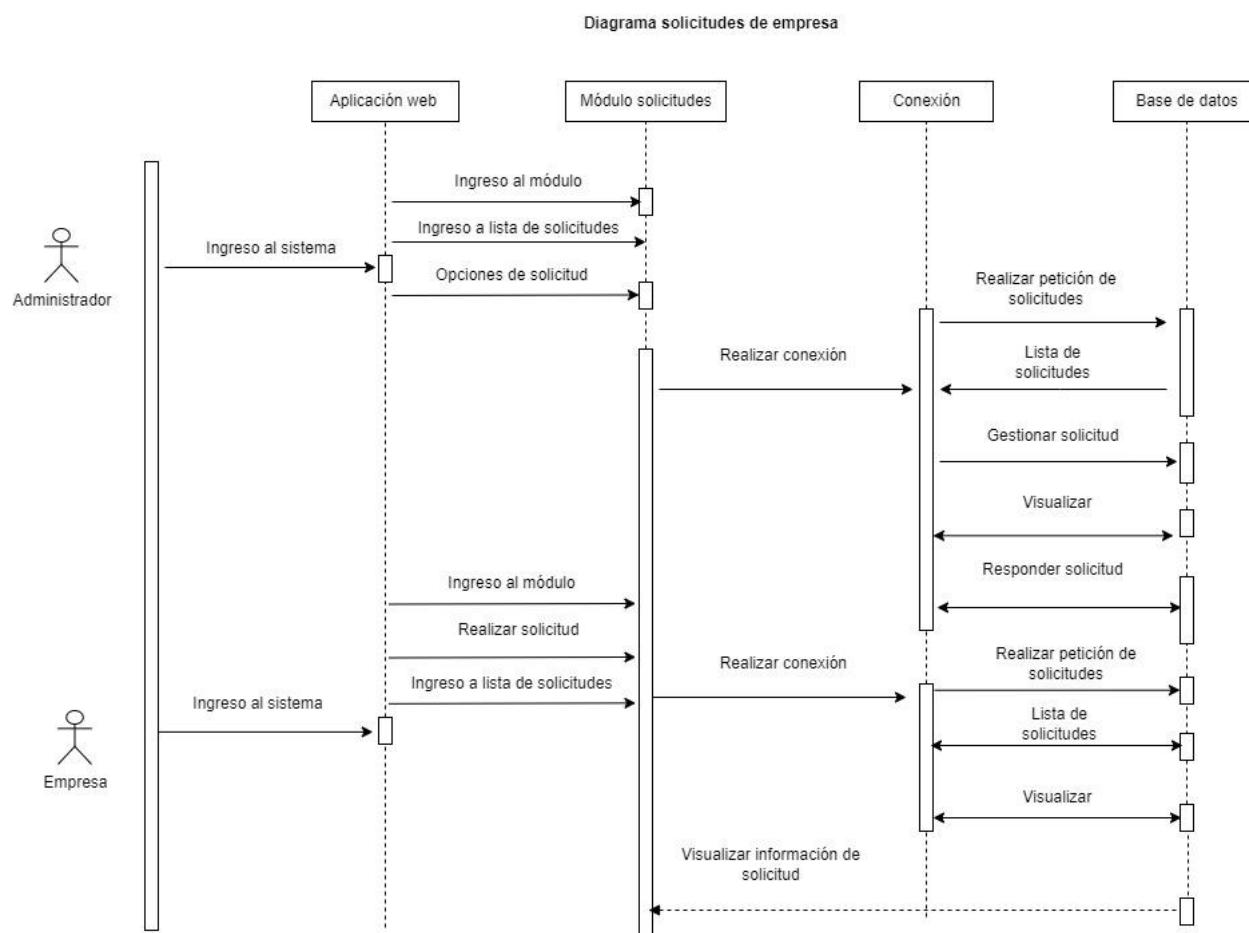 Diagrama solicitudes de empresa
Aplicación web
Módulo solicitudes
Conexión
Base de datos
Ingreso al módulo
Ingreso a lista de solicitudes
Ingreso al sistema
Opciones de solicitud
Administrador
Realizar petición de
solicitudes
Realizar conexión
Lista de
solicitudes
Gestionar solicitud
Visualizar
Responder solicitud
Ingreso al módulo
Realizar solicitud
Realizar conexión
Realizar petición de
solicitudes
Ingreso a lista de solicitudes
Ingreso al sistema
Lista de
solicitudes
Empresa
Visualizar
Visualizar información de
solicitud